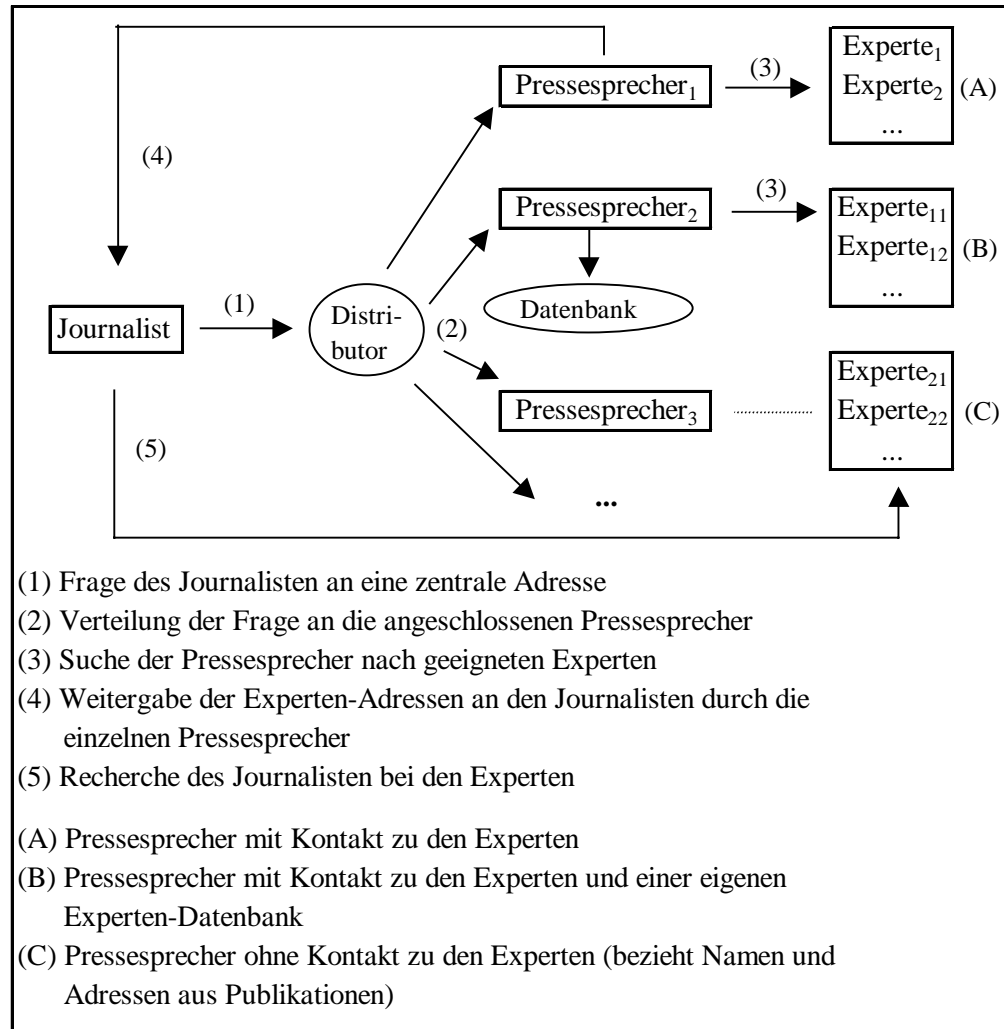 Experte₁
Pressesprecher₁
(3)
Experte₂
(A)
...
(4)
Pressesprecher₂
(3)
Experte₁₁
Experte₁₂
(B)
...
Journalist
(1)
Distri-
butor
(2)
Datenbank
Pressesprecher₃
Experte₂₁
Experte₂₂
(C)
...
(5)
...
(1) Frage des Journalisten an eine zentrale Adresse
(2) Verteilung der Frage an die angeschlossenen Pressesprecher
(3) Suche der Pressesprecher nach geeigneten Experten
(4) Weitergabe der Experten-Adressen an den Journalisten durch die
einzelnen Pressesprecher
(5) Recherche des Journalisten bei den Experten
(A) Pressesprecher mit Kontakt zu den Experten
(B) Pressesprecher mit Kontakt zu den Experten und einer eigenen
Experten-Datenbank
(C) Pressesprecher ohne Kontakt zu den Experten (bezieht Namen und
Adressen aus Publikationen)